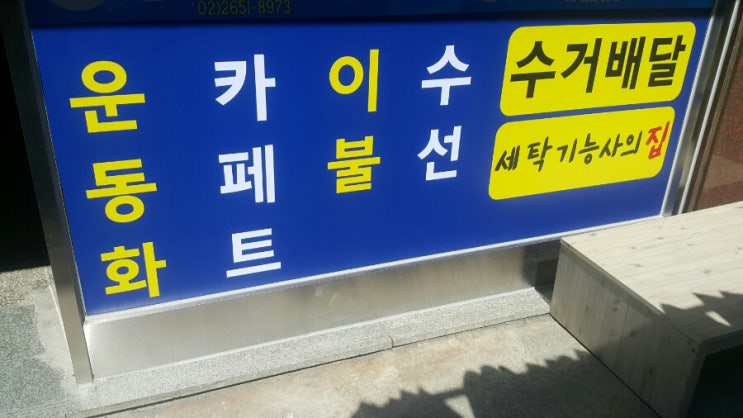 02)2651-8973
운동화
카페트
이불
수선
수거배달
세탁기능사의집